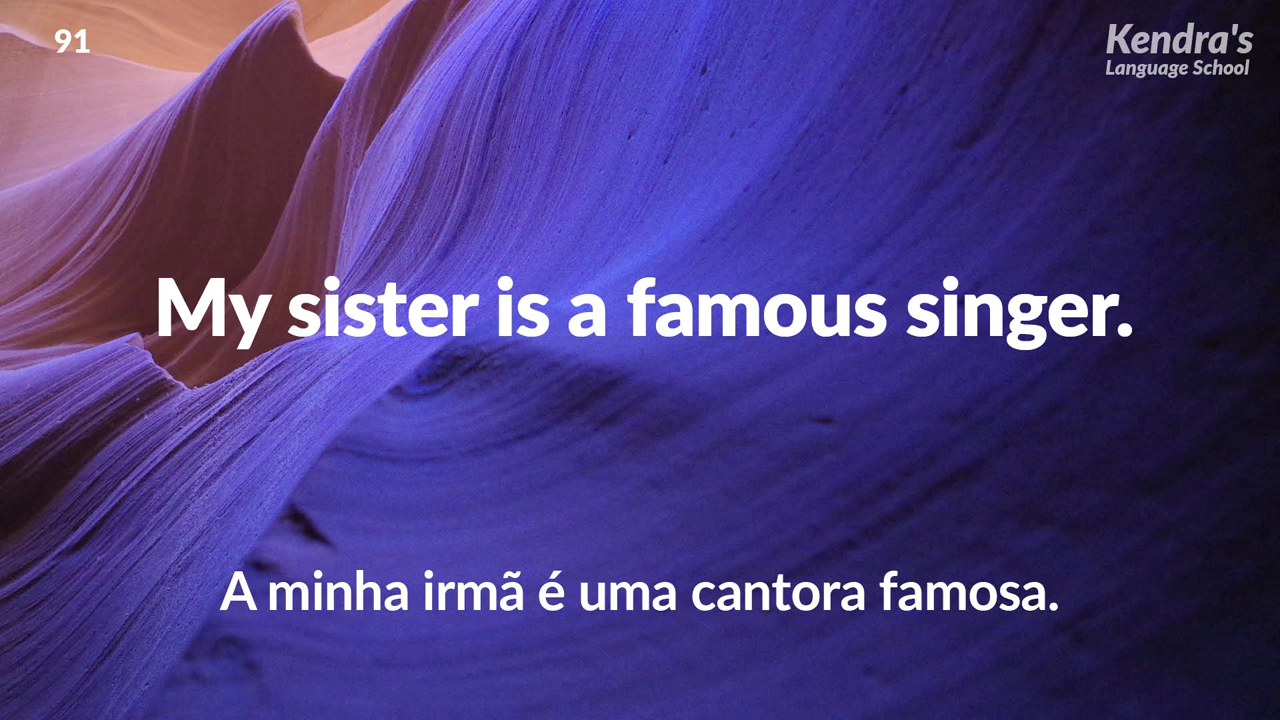 91
Kendra's
Language School
My sister is a famous singer.
A minha irmã é uma cantora famosa.